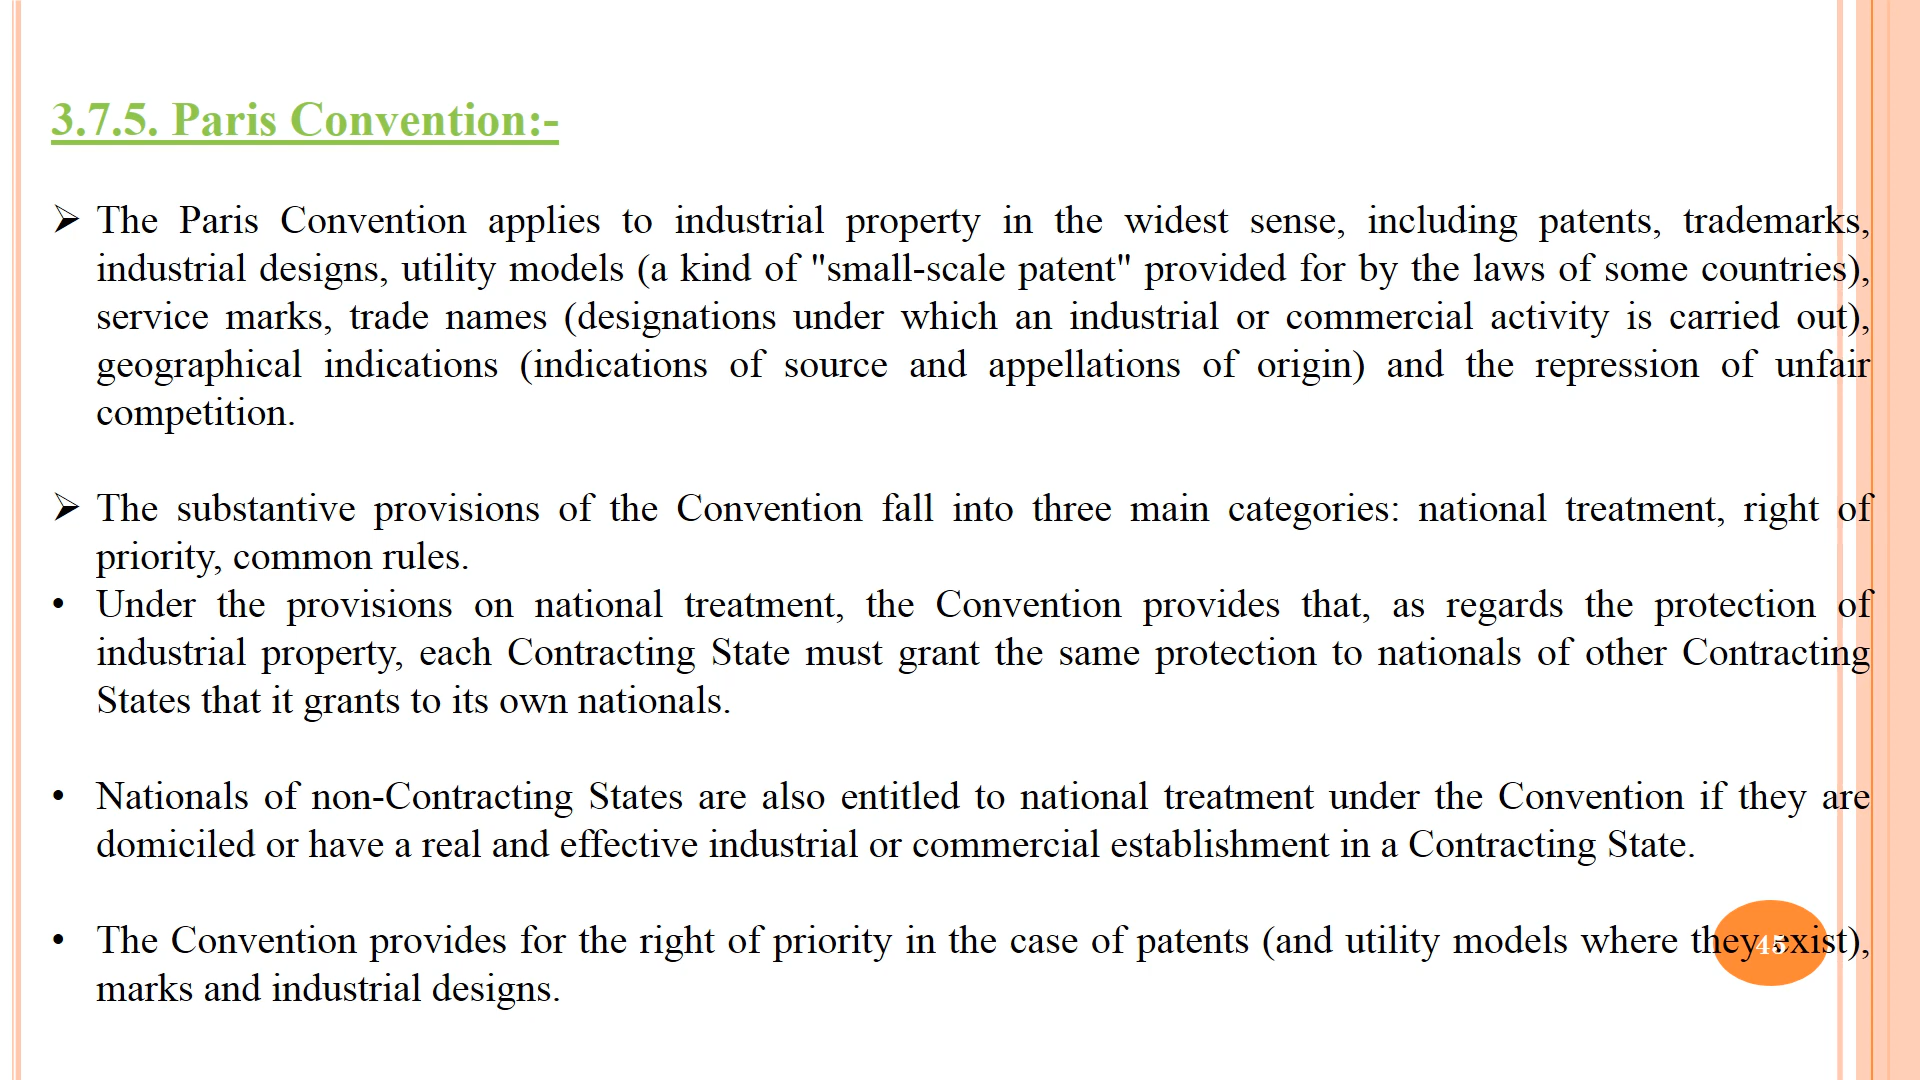 3.7.5. Paris Convention:-
➢ The Paris Convention applies to industrial property in the widest sense, including patents, trademarks,
industrial designs, utility models (a kind of "small-scale patent" provided for by the laws of some countries),
service marks, trade names (designations under which an industrial or commercial activity is carried out),
geographical indications (indications of source and appellations of origin) and the repression of unfair
competition.
➢ The substantive provisions of the Convention fall into three main categories: national treatment, right of
priority, common rules.
• Under the provisions on national treatment, the Convention provides that, as regards the protection of
industrial property, each Contracting State must grant the same protection to nationals of other Contracting
States that it grants to its own nationals.
• Nationals of non-Contracting States are also entitled to national treatment under the Convention if they are
domiciled or have a real and effective industrial or commercial establishment in a Contracting State.
• The Convention provides for the right of priority in the case of patents (and utility models where they exist),
marks and industrial designs.
45